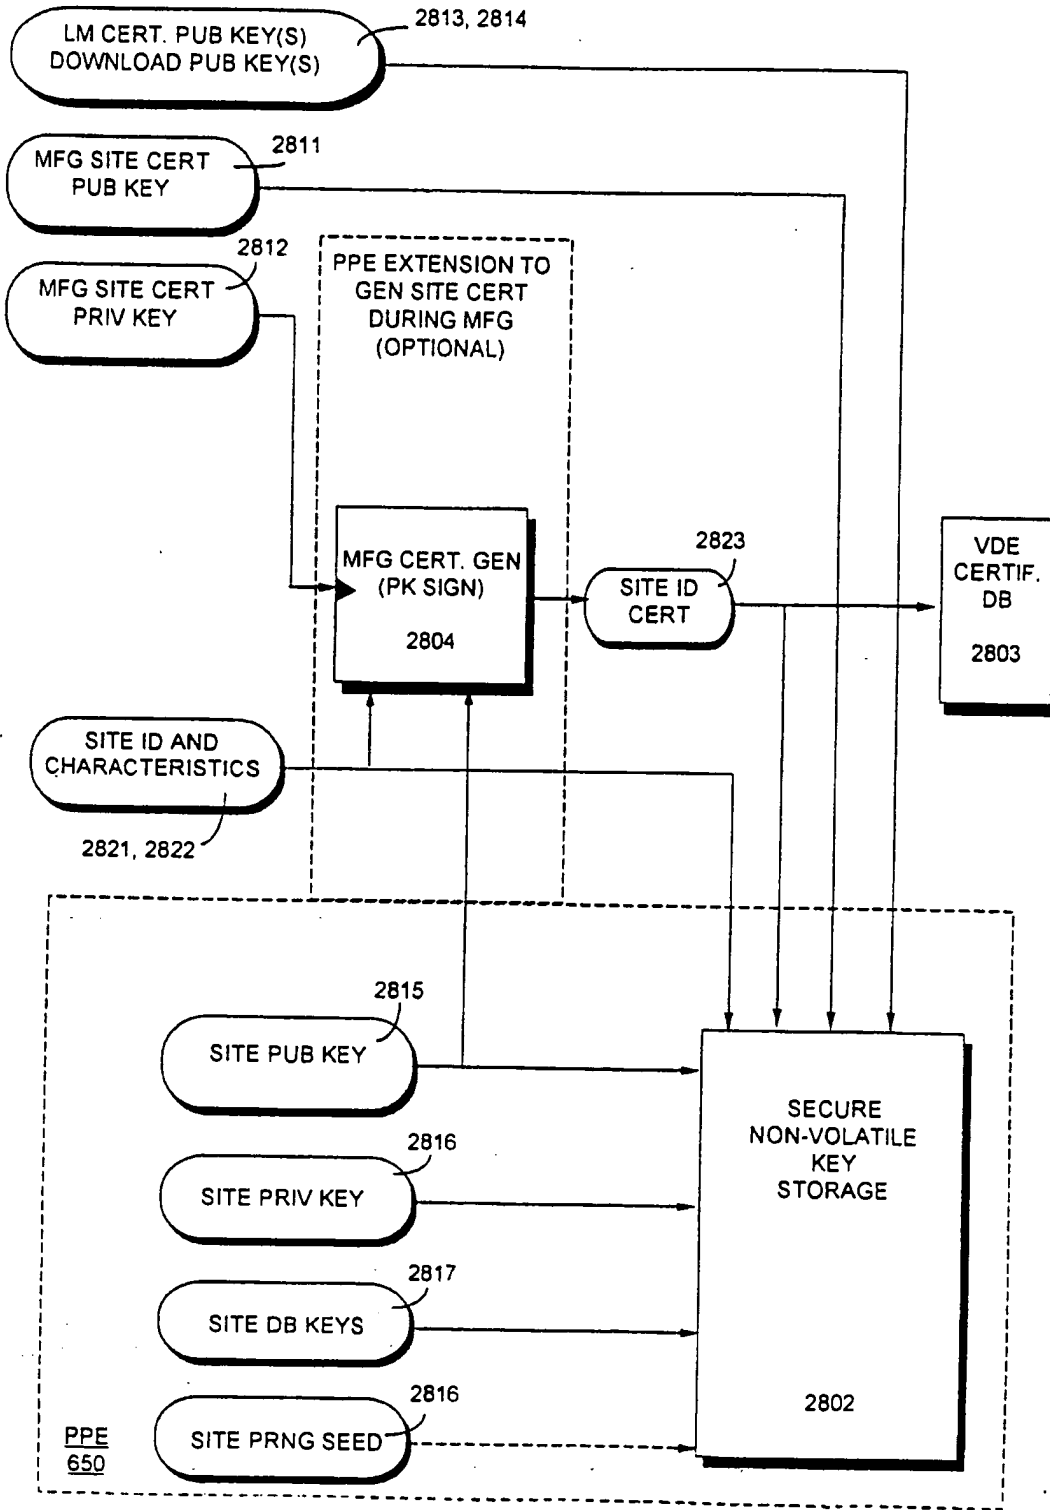 2813, 2814
LM CERT. PUB KEY(S)
DOWNLOAD PUB KEY(S)
2811
MFG SITE CERT
PUB KEY
2812
MFG SITE CERT
PRIV KEY
PPE EXTENSION TO
GEN SITE CERT
DURING MFG
(OPTIONAL)
MFG CERT. GEN
(PK SIGN)
2804
2823
SITE ID
CERT
VDE
CERTIF.
DB
2803
SITE ID AND
CHARACTERISTICS
2821, 2822
2815
SITE PUB KEY
2816
SITE PRIV KEY
2817
SITE DB KEYS
2816
SITE PRNG SEED
SECURE
NON-VOLATILE
KEY
STORAGE
2802
PPE
650